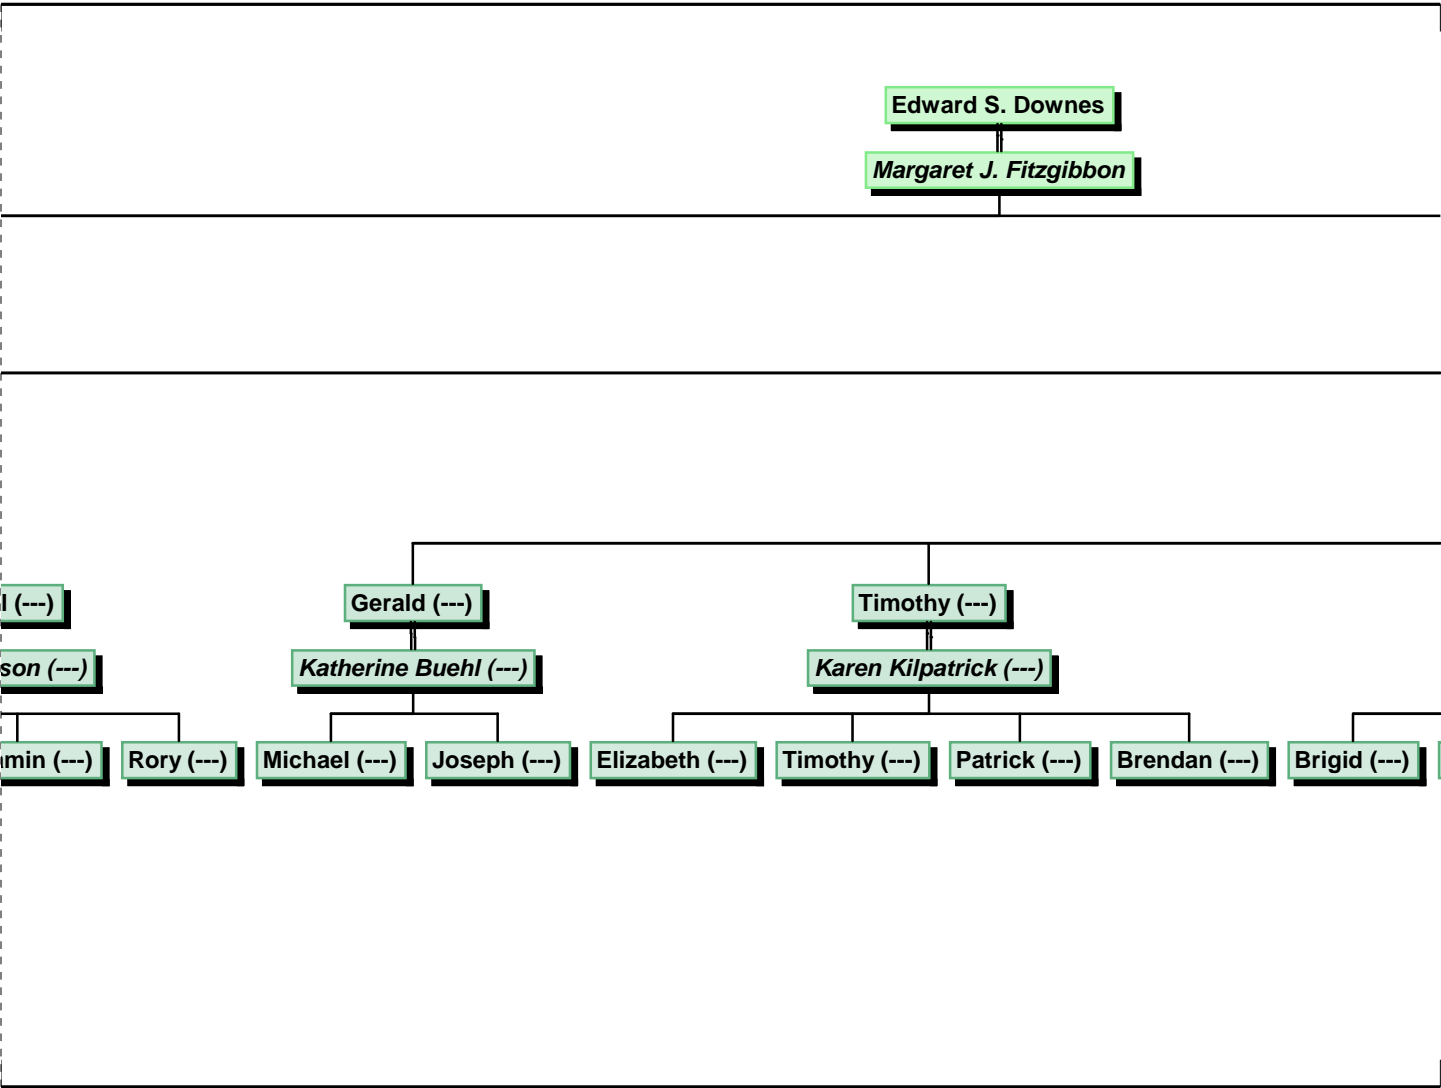 Edward S. Downes
Margaret J. Fitzgibbon
(---)
Gerald (---)
Timothy (---)
(---)
Katherine Buehl (---)
Karen Kilpatrick (---)
(---)
Rory (---)
Michael (---)
Joseph (---)
Elizabeth (---)
Timothy (---)
Patrick (---)
Brendan (---)
Brigid (---)